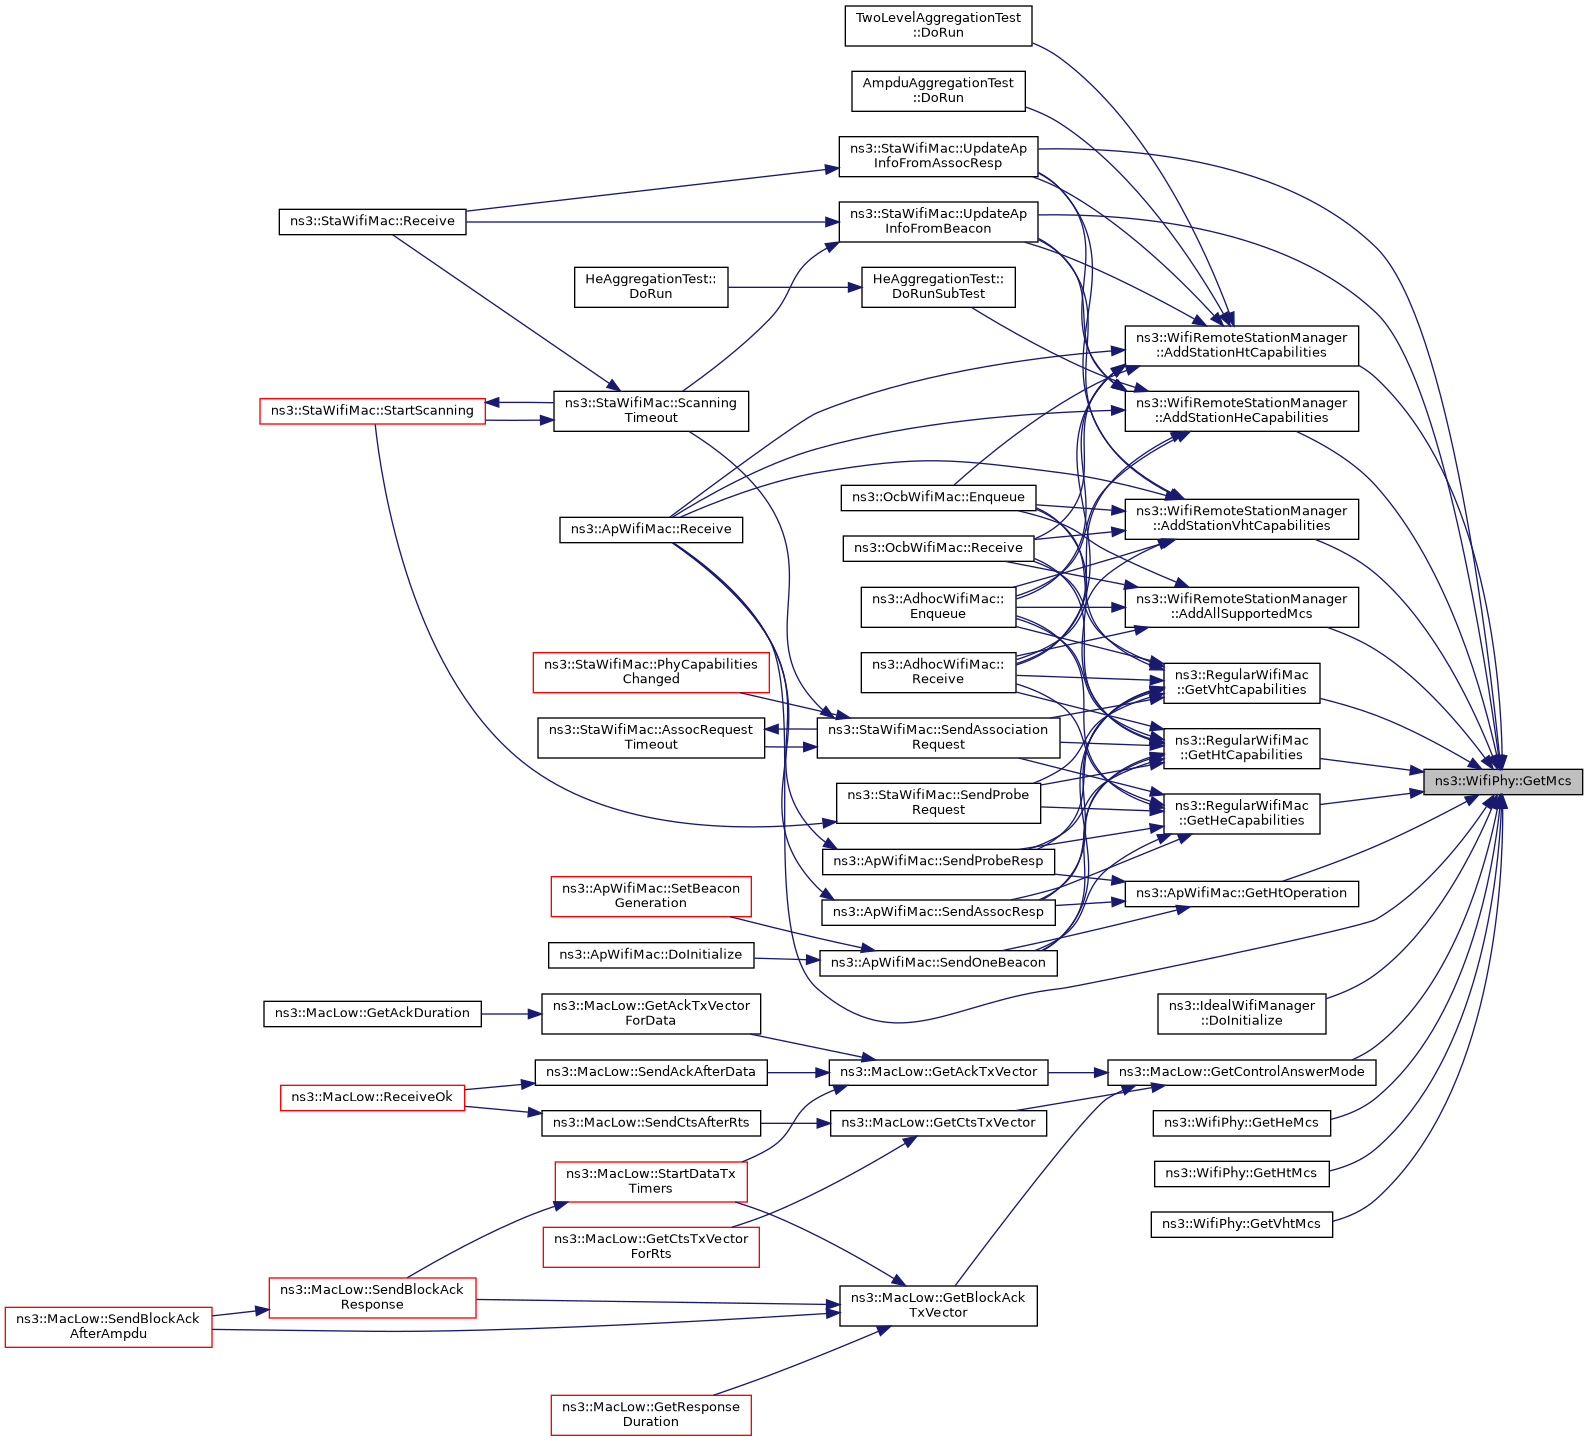 TwoLevelAggregationTest
::DoRun
AmpduAggregationTest
::DoRun
ns3::StaWifiMac::UpdateAp
InfoFromAssocResp
ns3::StaWifiMac::Receive
ns3::StaWifiMac::UpdateAp
InfoFromBeacon
HeAggregationTest::
DoRun
HeAggregationTest::
DoRunSubTest
ns3::WifiRemoteStationManager
::AddStationHtCapabilities
ns3::StaWifiMac::StartScanning
ns3::StaWifiMac::Scanning
Timeout
ns3::WifiRemoteStationManager
::AddStationHeCapabilities
ns3::OcbWifiMac::Enqueue
ns3::ApWifiMac::Receive
ns3::WifiRemoteStationManager
::AddStationVhtCapabilities
ns3::OcbWifiMac::Receive
ns3::AdhocWifiMac::
Enqueue
ns3::WifiRemoteStationManager
::AddAllSupportedMcs
ns3::StaWifiMac::PhyCapabilities
Changed
ns3::AdhocWifiMac::
Receive
ns3::RegularWifiMac
::GetVhtCapabilities
ns3::StaWifiMac::AssocRequest
Timeout
ns3::StaWifiMac::SendAssociation
Request
ns3::RegularWifiMac
::GetHtCapabilities
ns3::WifiPhy::GetMcs
ns3::StaWifiMac::SendProbe
Request
ns3::RegularWifiMac
::GetHeCapabilities
ns3::ApWifiMac::SendProbeResp
ns3::ApWifiMac::SetBeacon
Generation
ns3::ApWifiMac::SendAssocResp
ns3::ApWifiMac::GetHtOperation
ns3::ApWifiMac::DoInitialize
ns3::ApWifiMac::SendOneBeacon
ns3::MacLow::GetAckDuration
ns3::MacLow::GetAckTxVector
ForData
ns3::IdealWifiManager
::DoInitialize
ns3::MacLow::ReceiveOk
ns3::MacLow::SendAckAfterData
ns3::MacLow::GetAckTxVector
ns3::MacLow::GetControlAnswerMode
ns3::MacLow::SendCtsAfterRts
ns3::MacLow::GetCtsTxVector
ns3::WifiPhy::GetHeMcs
ns3::MacLow::StartDataTx
Timers
ns3::WifiPhy::GetHtMcs
ns3::MacLow::GetCtsTxVector
ForRts
ns3::WifiPhy::GetVhtMcs
ns3::MacLow::SendBlockAck
AfterAmpdu
ns3::MacLow::SendBlockAck
Response
ns3::MacLow::GetBlockAck
TxVector
ns3::MacLow::GetResponse
Duration